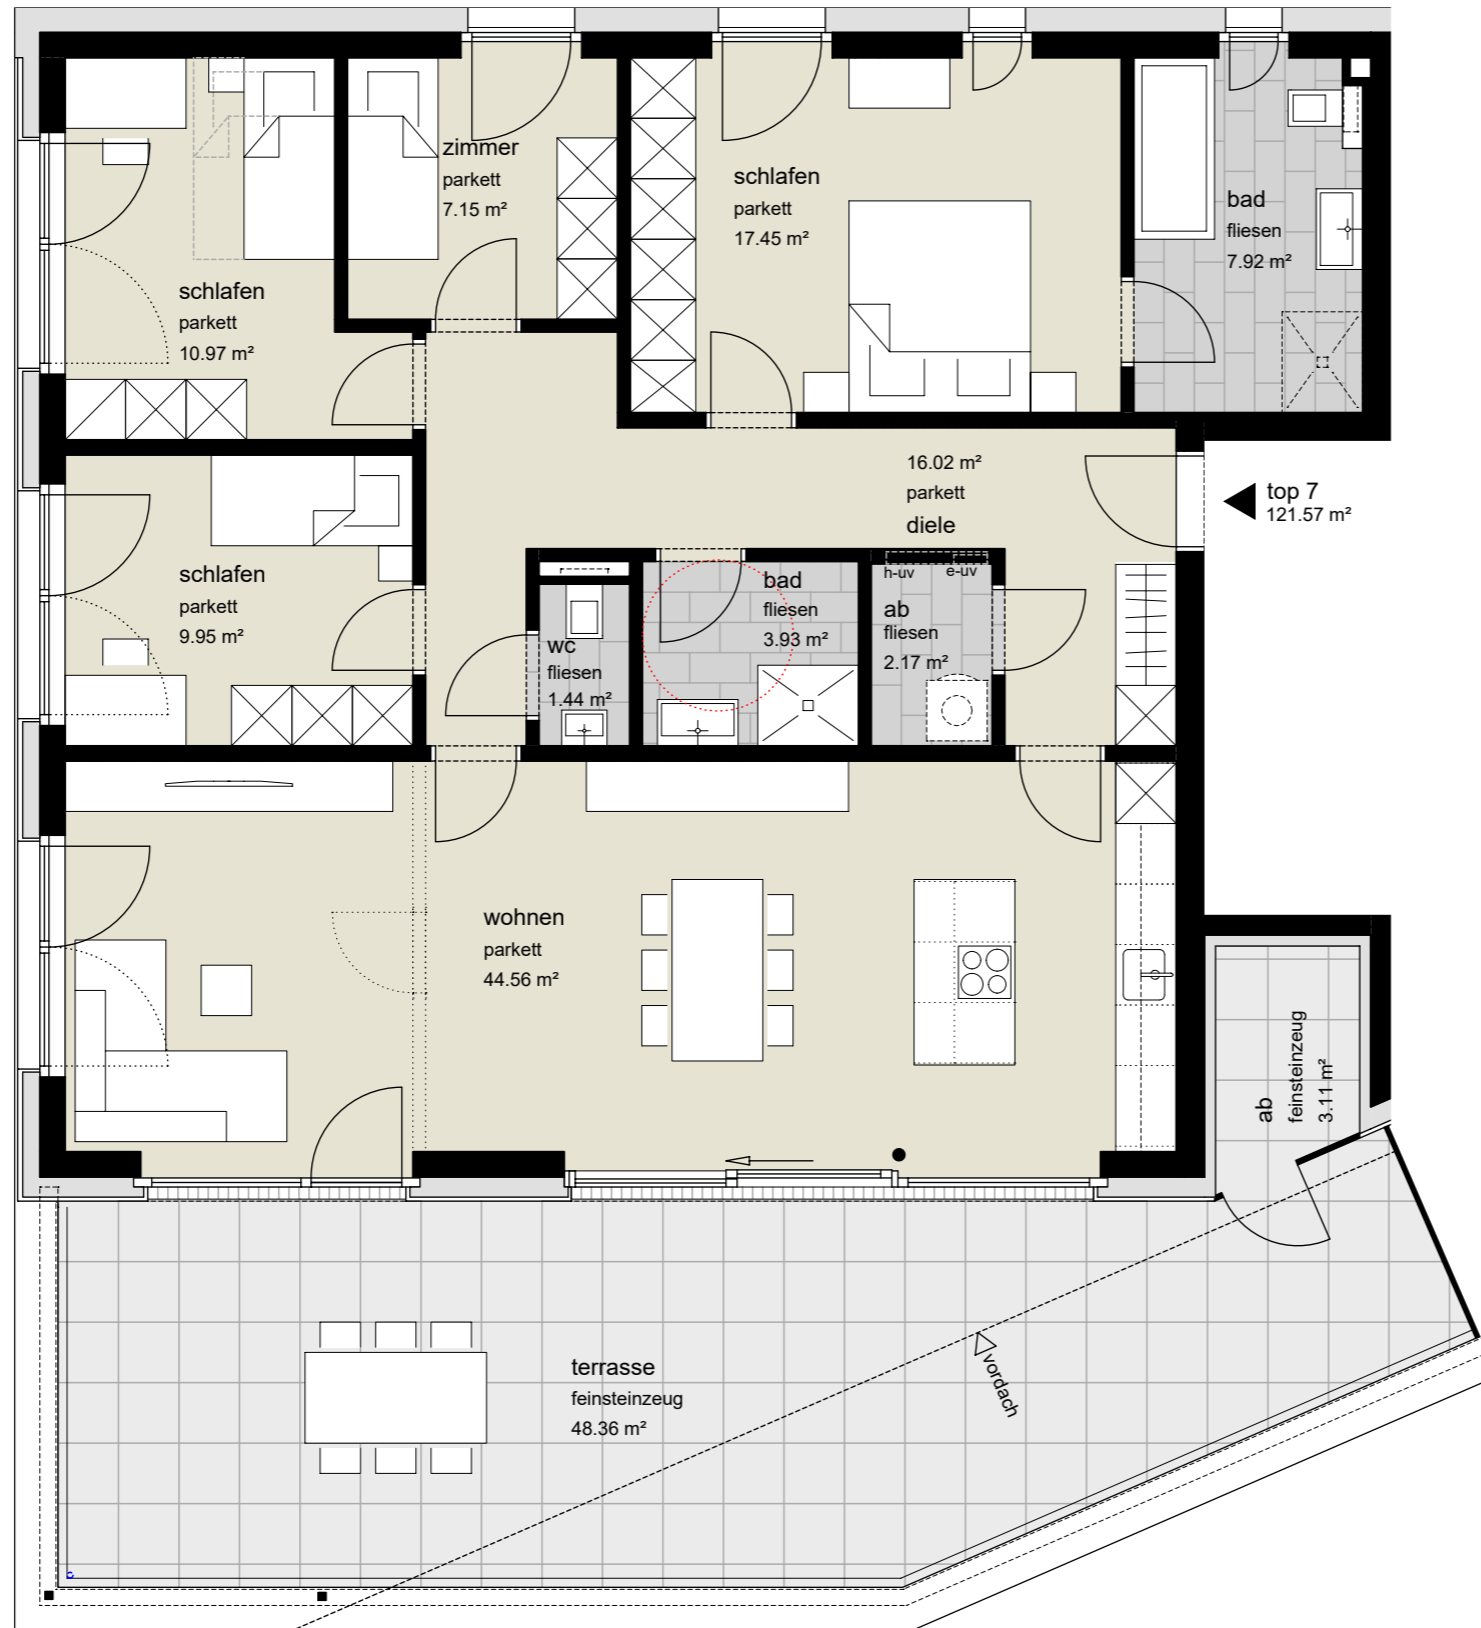 zimmer
parkett
7.15 m²
schlafen
parkett
17.45 m²
bad
fliesen
7.92 m²
schlafen
parkett
10.97 m²
16.02 m²
parkett
diele
top 7
121.57 m²
schlafen
parkett
9.95 m²
wc
fliesen
1.44 m²
bad
fliesen
3.93 m²
h-uv
e-uv
ab
fliesen
2.17 m²
wohnen
parkett
44.56 m²
ab
feinsteinzeug
3.11 m²
vordach
terrasse
feinsteinzeug
48.36 m²